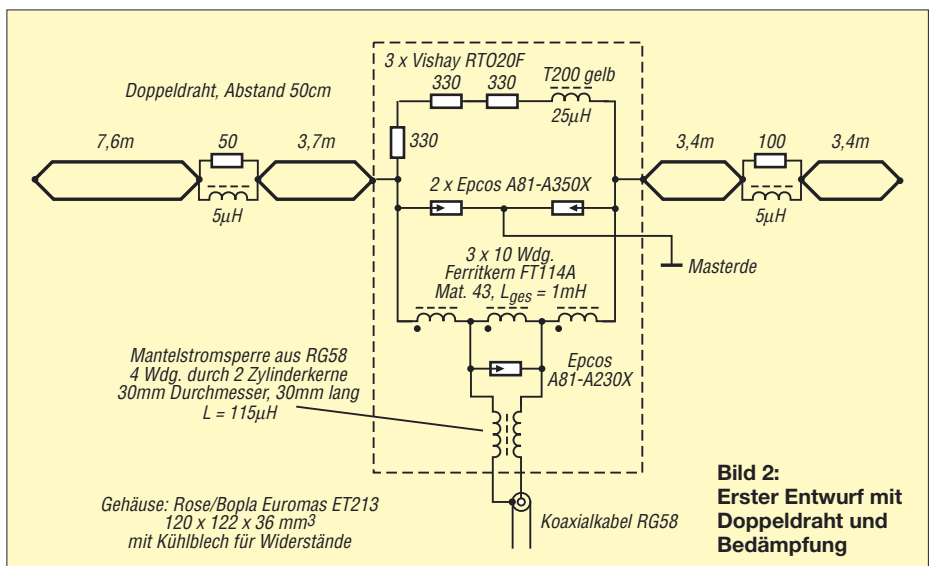 3 x Vishay RTO20F
330
330
T200 gelb
25µH
330
Doppeldraht, Abstand 50cm
7,6m
50
5µH
3,7m
3,4m
100
5µH
3,4m
2 x Epcos A81-A350X
Masterde
3 x 10 Wdg.
Ferritkern FT114A
Mat. 43, Lges = 1mH
Epcos
A81-A230X
Mantelstromsperre aus RG58
4 Wdg. durch 2 Zylinderkerne
30mm Durchmesser, 30mm lang
L = 115µH
Gehäuse: Rose/Bopla Euromas ET213
120 x 122 x 36 mm3
mit Kühlblech für Widerstände
Koaxialkabel RG58
Bild 2:
Erster Entwurf mit
Doppeldraht und
Bedämpfung